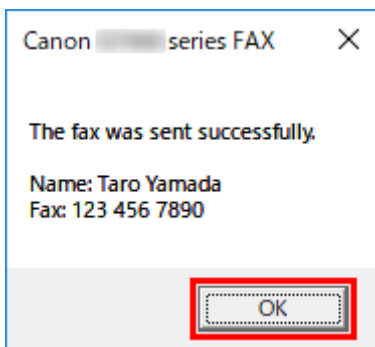 Canon series FAX
The fax was sent successfully.
Name: Taro Yamada
Fax: 123 456 7890
OK